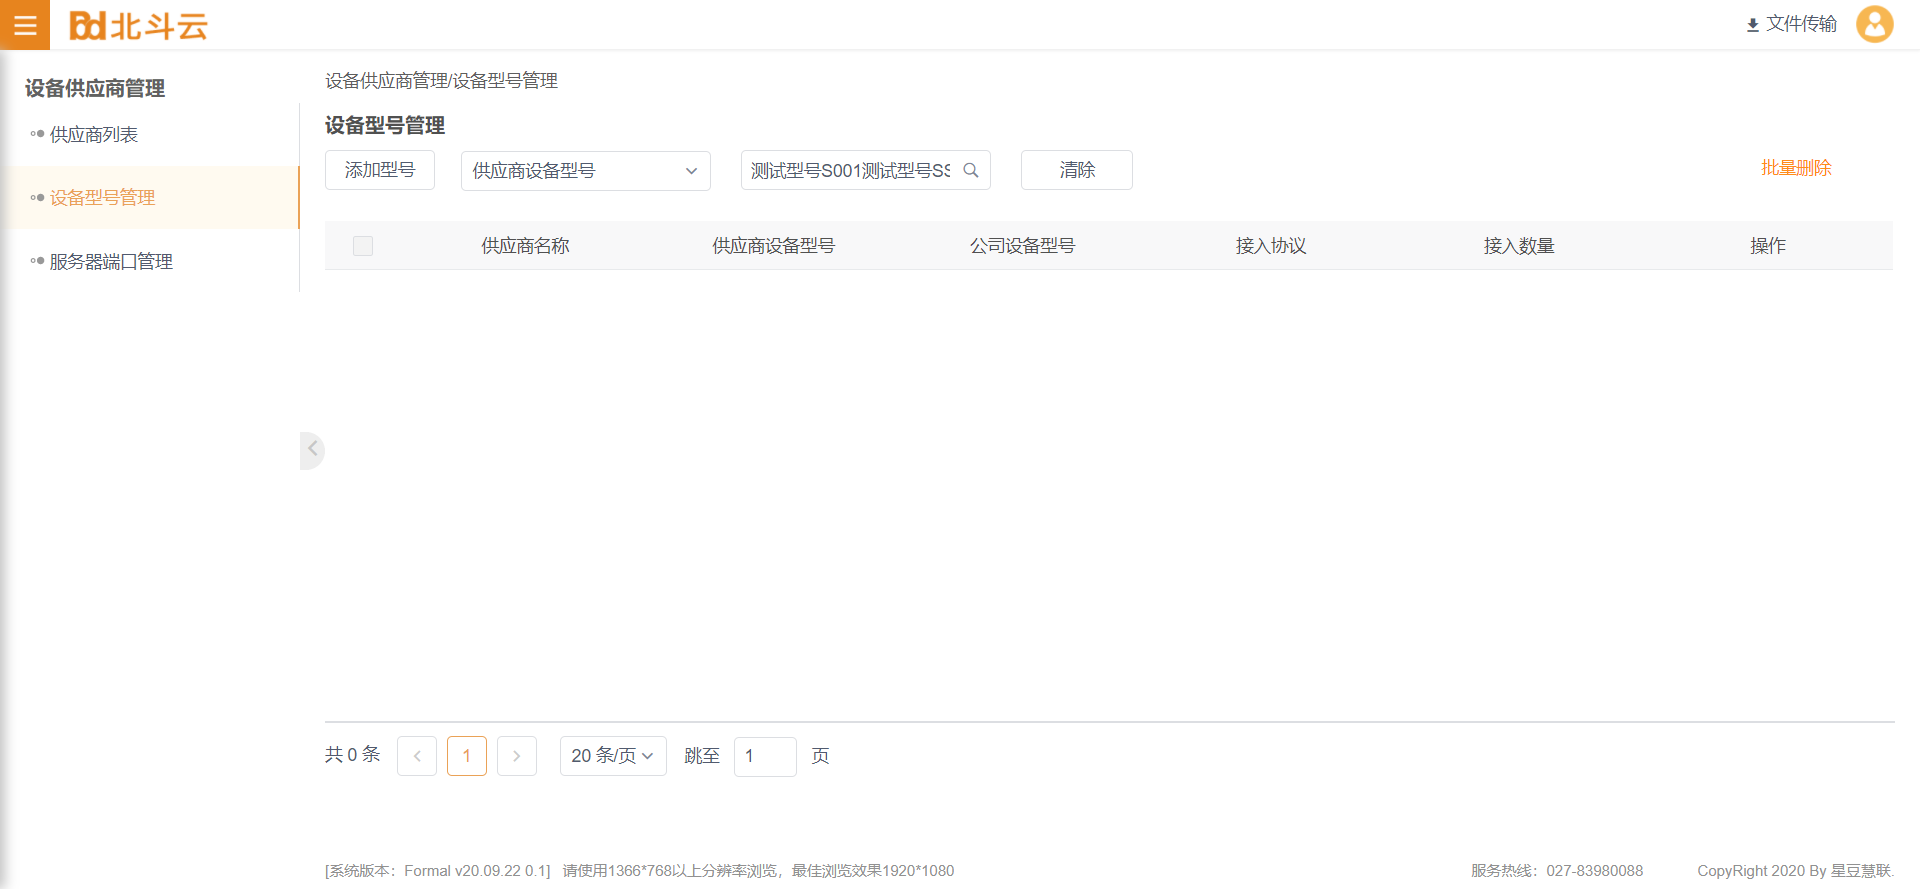 北斗云
文件传输
设备供应商管理
供应商列表
设备型号管理
服务器端口管理
设备供应商管理/设备型号管理
设备型号管理
添加型号
供应商设备型号
测试型号S001测试型号SS
清除
批量删除
供应商名称 供应商设备型号 公司设备型号 接入协议 接入数量 操作
共 0 条 1 20 条/页 跳至 1 页
[系统版本：Formal v20.09.22 0.1] 请使用1366*768以上分辨率浏览，最佳浏览效果1920*1080
服务热线：027-83980088
CopyRight 2020 By 星豆慧联.